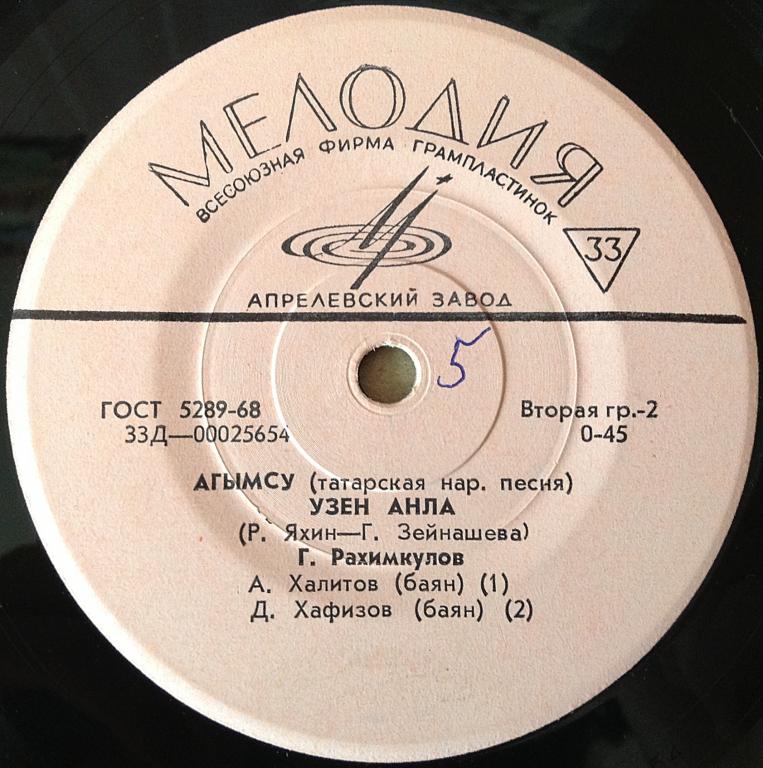 МЕЛОДИЯ
ВСЕСОЮЗНАЯ ФИРМА ГРАМПЛАСТИНОК
33
АПРЕЛЕВСКИЙ ЗАВОД
5
ГОСТ 5289-68
33Д—00025654
Вторая гр.-2
0-45
АГЫМСУ (татарская нар. песня)
УЗЕН АНЛА
(Р. Яхин—Г. Зейнашева)
Г. Рахимкулов
А. Халитов (баян) (1)
Д. Хафизов (баян) (2)